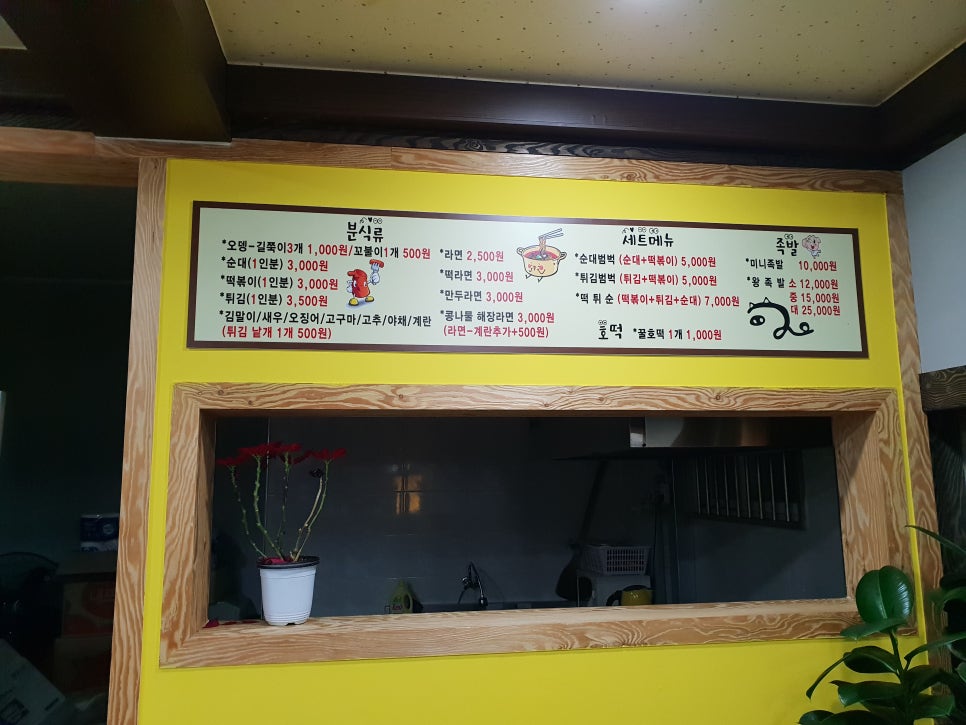 분식류
*오뎅-길쭉이3개 1,000원/꼬불이1개 500원
*순대(1인분) 3,000원
*떡볶이(1인분) 3,000원
*튀김(1인분) 3,500원
*김말이/새우/오징어/고구마/고추/야채/계란
(튀김 낱개 1개 500원)
*라면 2,500원
*떡라면 3,000원
*만두라면 3,000원
*콩나물 해장라면 3,000원
(라면-계란추가+500원)
세트메뉴
*순대범벅 (순대+떡볶이) 5,000원
*튀김범벅 (튀김+떡볶이) 5,000원
*떡 튀 순 (떡볶이+튀김+순대) 7,000원
호떡 *꿀호떡 1개 1,000원
족발
*미니족발 10,000원
*왕 족 발 소 12,000원
중 15,000원
대 25,000원